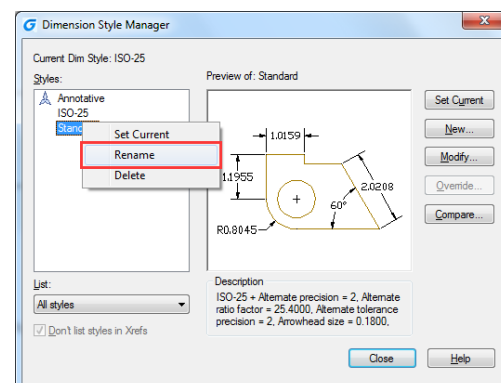 Dimension Style Manager
Current Dim Style: ISO-25
Styles:
Preview of: Standard
Annotative
ISO-25
Set Current
Rename
Delete
1.0159
1.1955
2.0208
60°
R0.8045
Set Current
New...
Modify...
Override...
Compare...
List:
All styles
Don't list styles in Xrefs
Description
ISO-25 + Alternate precision = 2, Alternate
ratio factor = 25.4000, Alternate tolerance
precision = 2, Arrowhead size = 0.1800,
Close
Help